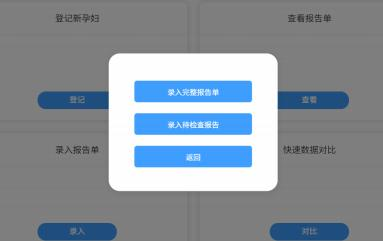 登记新孕妇
查看报告单
登记
查看
录入完整报告单
录入待检查报告
返回
录入报告单
快速数据对比
录入
对比